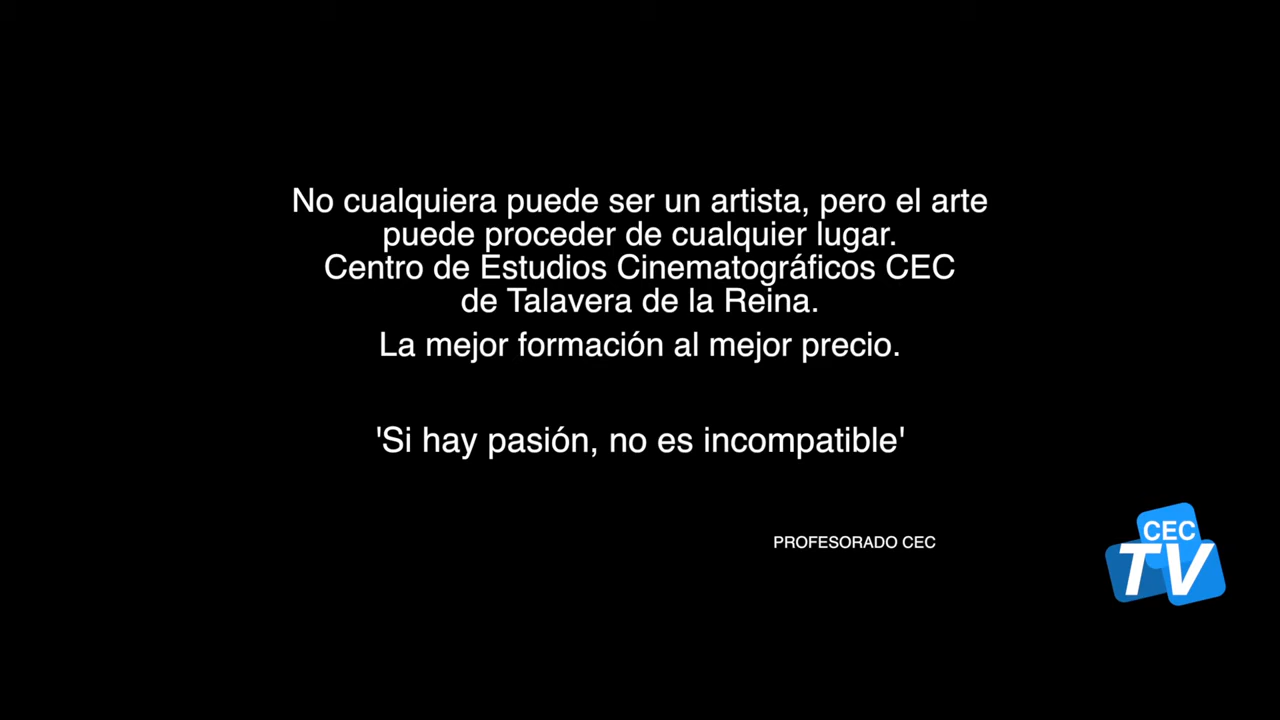 No cualquiera puede ser un artista, pero el arte
puede proceder de cualquier lugar.
Centro de Estudios Cinematográficos CEC
de Talavera de la Reina.
La mejor formación al mejor precio.
'Si hay pasión, no es incompatible'
PROFESORADO CEC
CEC
TV